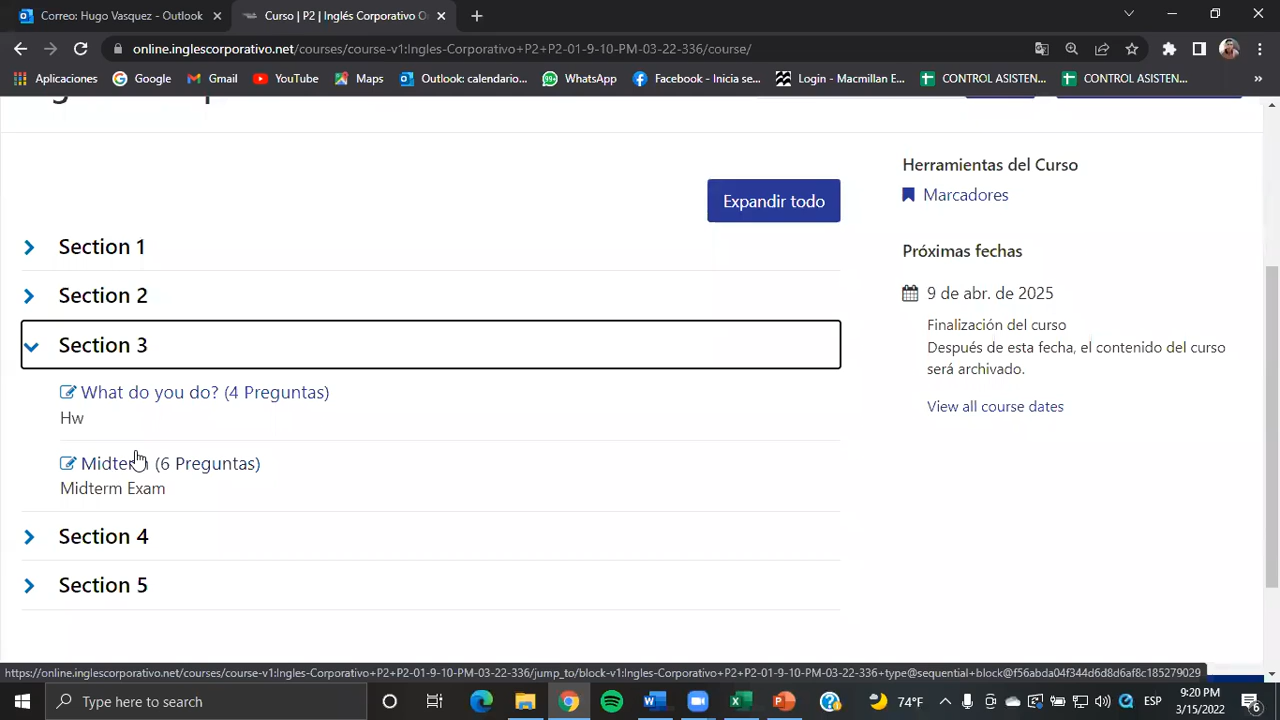 Correo: Hugo Vasquez - Outlook
Curso | P2 | Inglés Corporativo O
online.inglescorporativo.net/courses/course-v1:Ingles-Corporativo+P2+P2-01-9-10-PM-03-22-336/course/
Aplicaciones
Google
Gmail
YouTube
Maps
Outlook: calendario...
WhatsApp
Facebook - Inicia se...
Login - Macmillan E...
CONTROL ASISTEN...
CONTROL ASISTEN...
Herramientas del Curso
Marcadores
Expandir todo
Próximas fechas
Section 1
9 de abr. de 2025
Section 2
Finalización del curso
Después de esta fecha, el contenido del curso
será archivado.
Section 3
What do you do? (4 Preguntas)
Hw
View all course dates
Midterm (6 Preguntas)
Midterm Exam
Section 4
Section 5
https://online.inglescorporativo.net/courses/course-v1:Ingles-Corporativo+P2+P2-01-9-10-PM-03-22-336/jump_to/block-v1:Ingles-Corporativo+P2+P2-01-9-10-PM-03-22-336+type@sequential+block@f56abda04f344d6d8d6af8c185279029
Type here to search
74°F
ESP
9:20 PM
3/15/2022
6